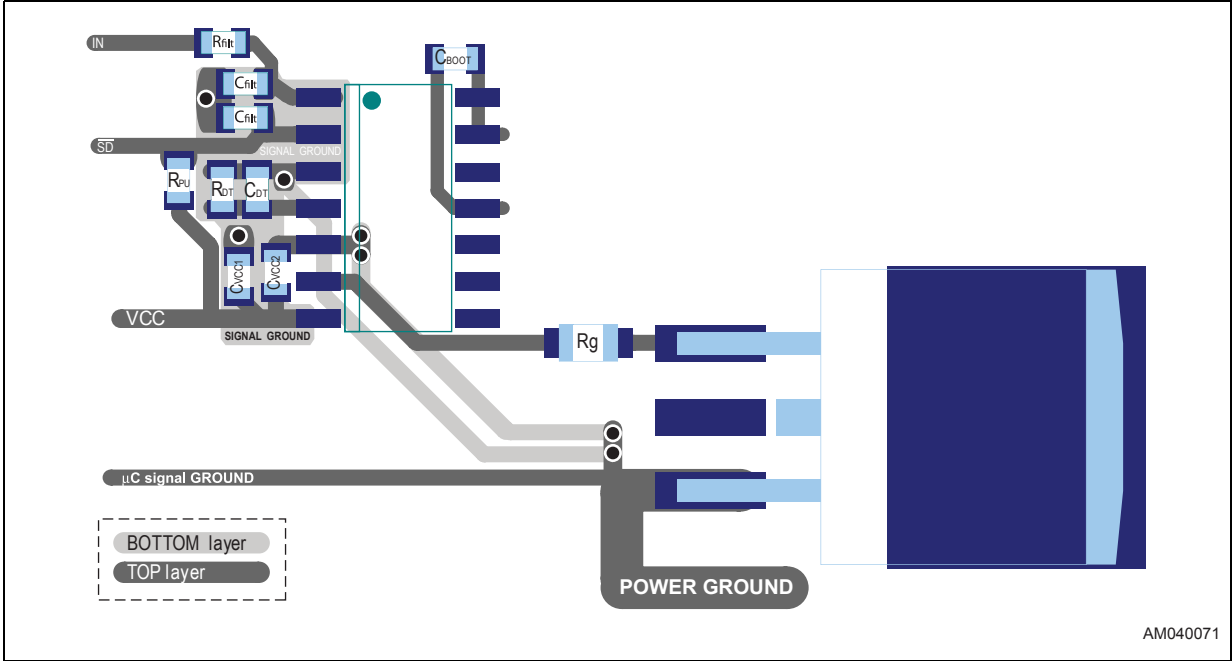 IN
Rfilt
CBOOT
Cfilt
Cfilt
SD
SIGNAL GROUND
RPU
RDT
CDT
CVCC1
CVCC2
VCC
SIGNAL GROUND
Rg
µC signal GROUND
BOTTOM layer
TOP layer
POWER GROUND
AM040071